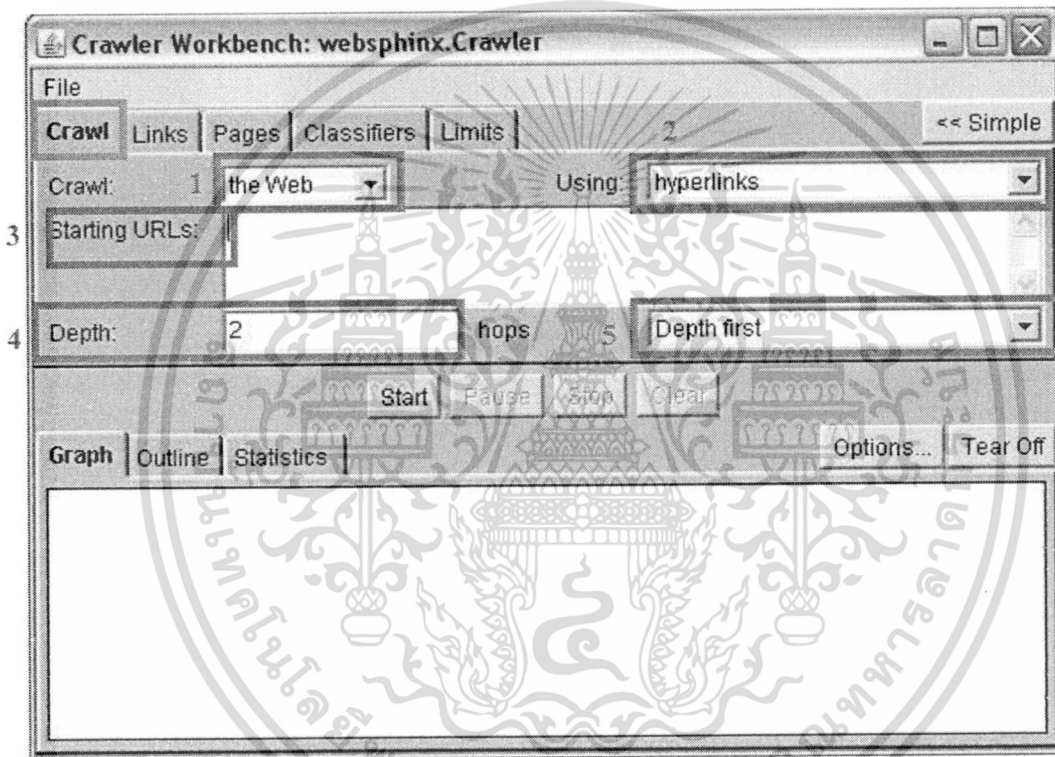 Crawler Workbench: websphinx.Crawler
File
Crawl Links Pages Classifiers Limits 2 << Simple
Crawl: 1 the Web Using: hyperlinks
3 Starting URLs:
4 Depth: 2 hops 5 Depth first
Start Pause Stop Clear
Graph Outline Statistics Options... Tear Off